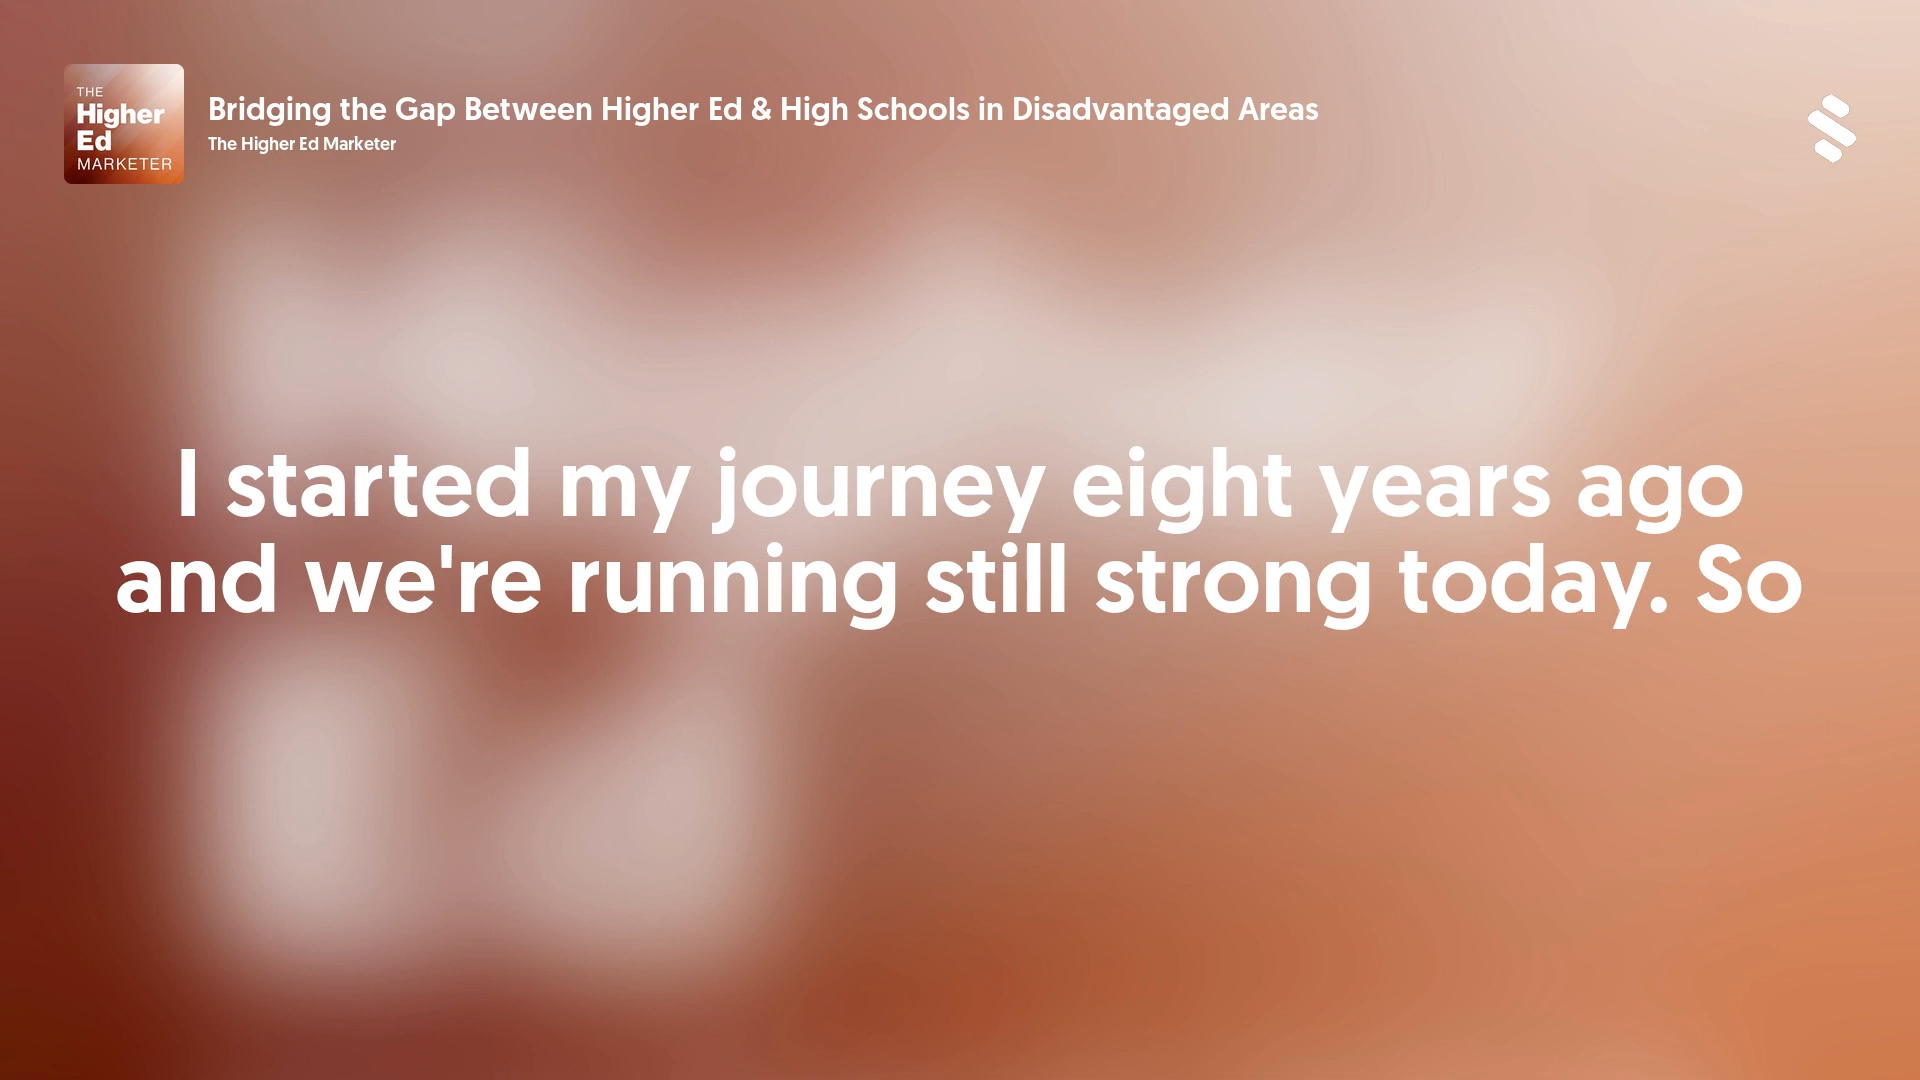 THE
Higher
Ed
MARKETER
Bridging the Gap Between Higher Ed & High Schools in Disadvantaged Areas
The Higher Ed Marketer
I started my journey eight years ago
and we're running still strong today. So